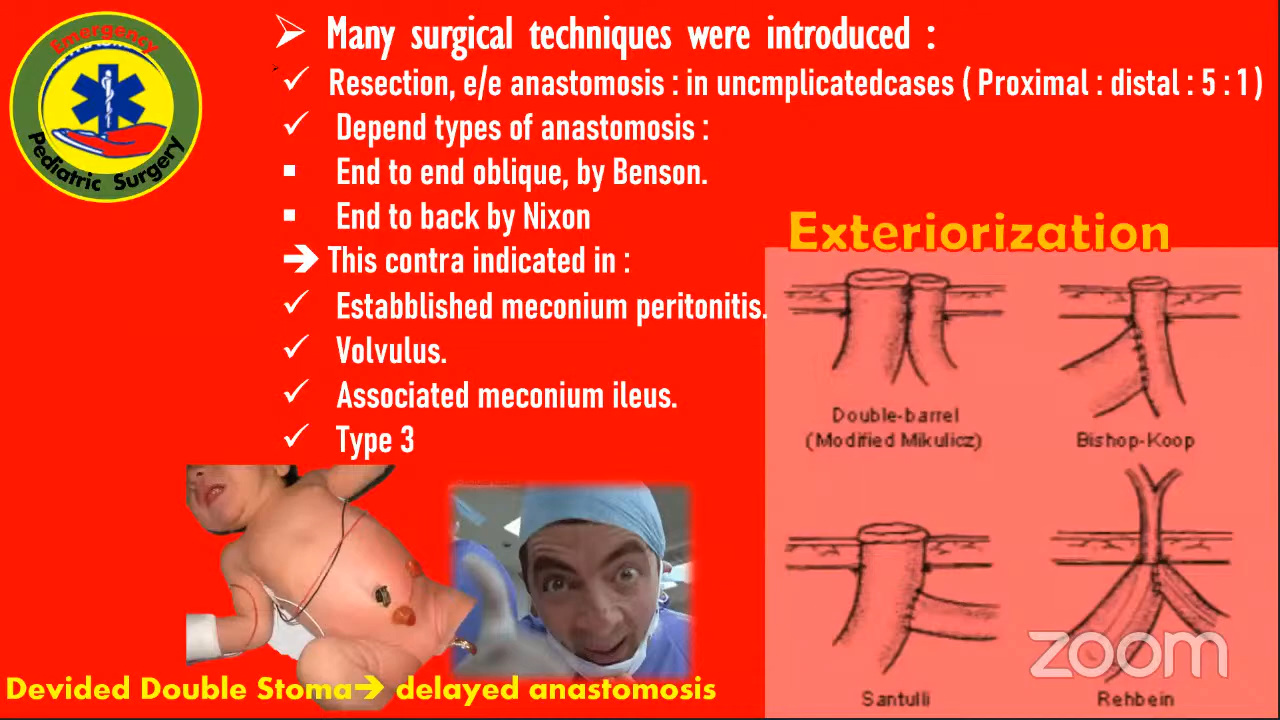 Emergency
Pediatric Surgery
➢ Many surgical techniques were introduced :
✓ Resection, e/e anastomosis : in uncmplicatedcases ( Proximal : distal : 5 : 1 )
✓ Depend types of anastomosis :
▪ End to end oblique, by Benson.
▪ End to back by Nixon
➔ This contra indicated in :
✓ Estabblished meconium peritonitis.
✓ Volvulus.
✓ Associated meconium ileus.
✓ Type 3
Exteriorization
Double-barrel
(Modified Mikulicz)
Bishop-Koop
Santulli
Rehbein
zoom
Devided Double Stoma➔ delayed anastomosis